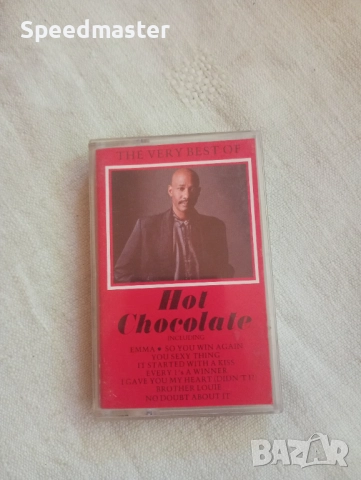 Speedmaster
THE VERY BEST OF
Hot
Chocolate
INCLUDING
EMMA • SO YOU WIN AGAIN
YOU SEXY THING
IT STARTED WITH A KISS
EVERY 1's A WINNER
I GAVE YOU MY HEART (DIDN'T I)
BROTHER LOUIE
NO DOUBT ABOUT IT
BAZAR
bg